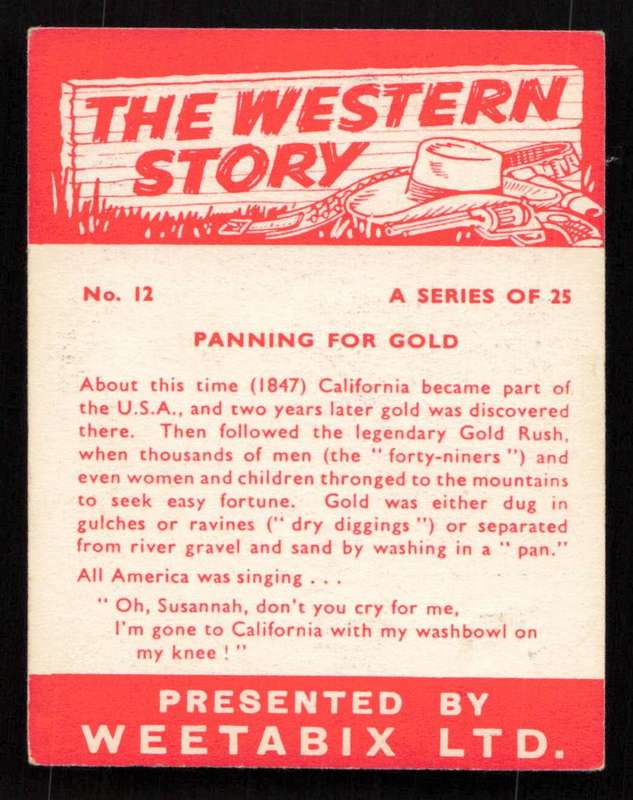 THE WESTERN
STORY
No. 12
A SERIES OF 25
PANNING FOR GOLD
About this time (1847) California became part of
the U.S.A., and two years later gold was discovered
there. Then followed the legendary Gold Rush,
when thousands of men (the "forty-niners") and
even women and children thronged to the mountains
to seek easy fortune. Gold was either dug in
gulches or ravines ("dry diggings") or separated
from river gravel and sand by washing in a "pan."
All America was singing . . .
"Oh, Susannah, don't you cry for me,
I'm gone to California with my washbowl on
my knee!"
PRESENTED BY
WEETABIX LTD.